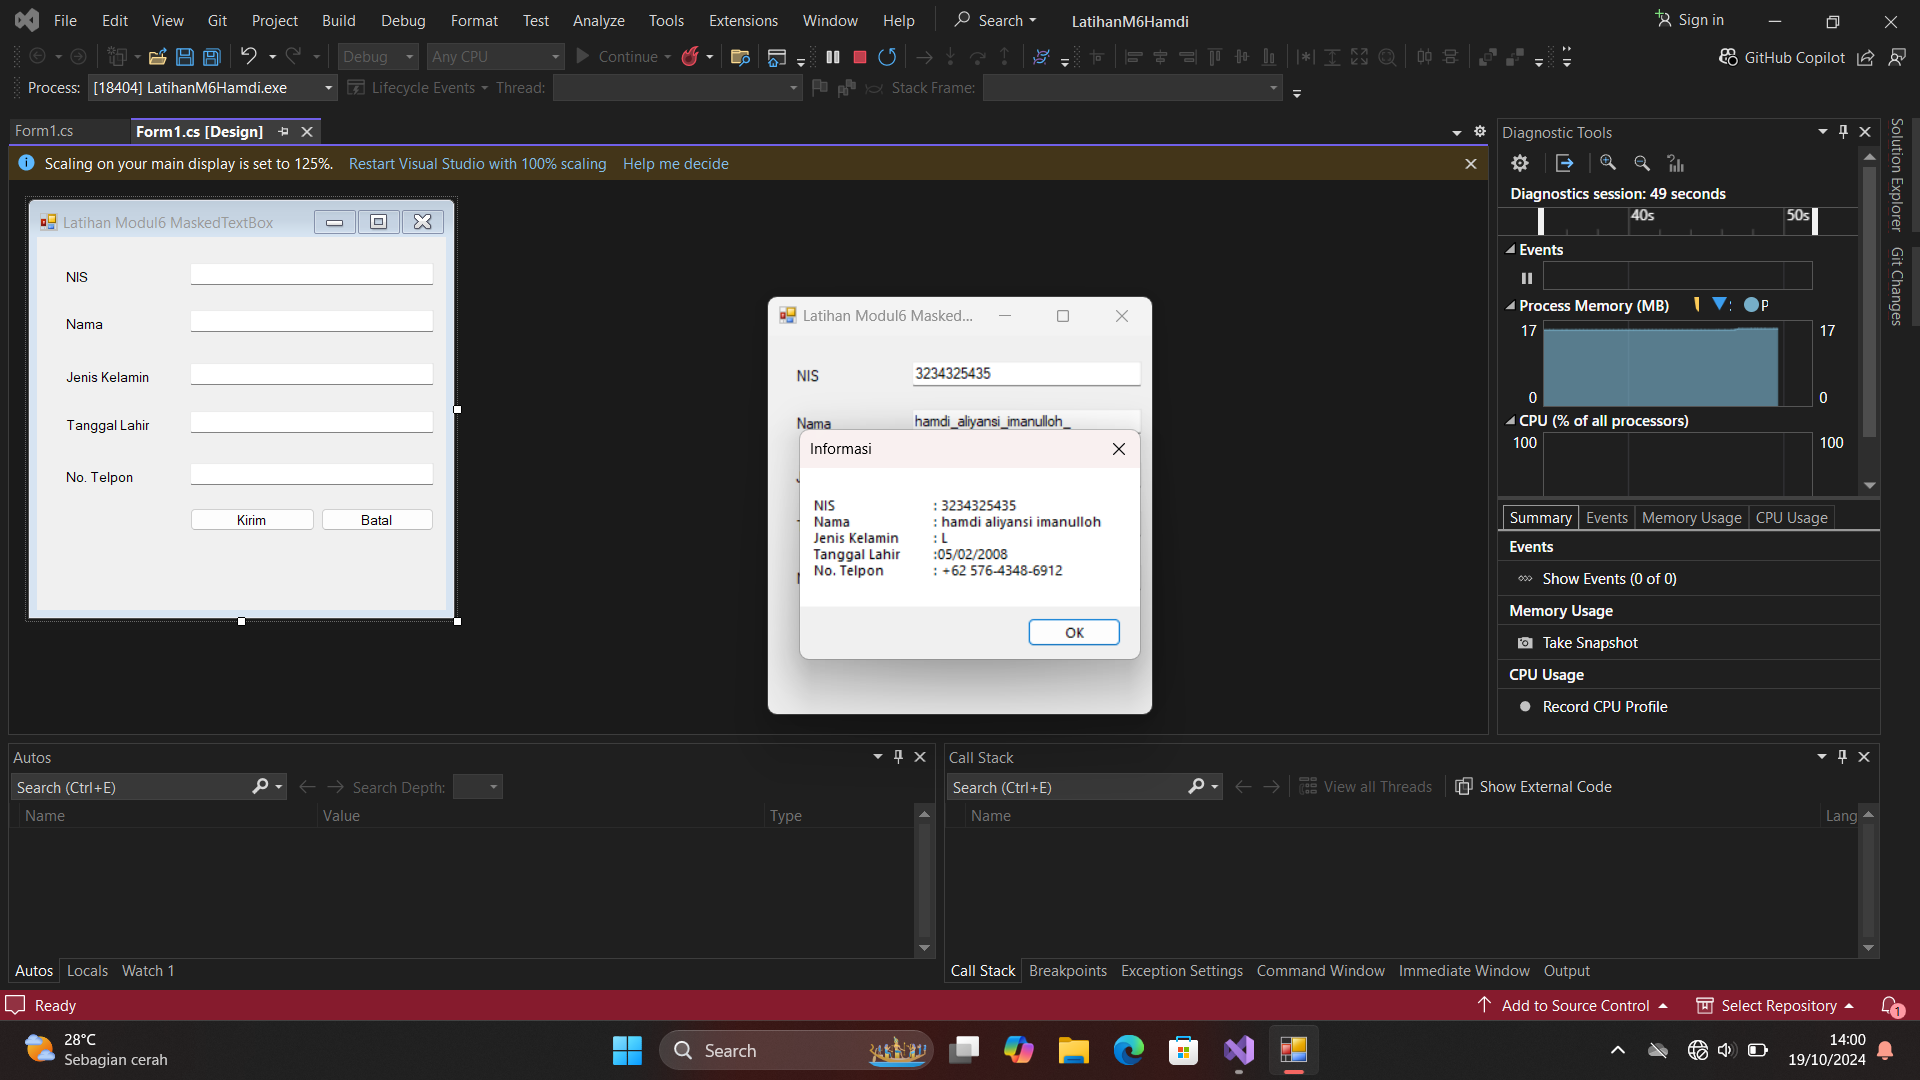 File Edit View Git Project Build Debug Format Test Analyze Tools Extensions Window Help Search LatihanM6Hamdi Sign in
Debug Any CPU Continue GitHub Copilot
Process: [18404] LatihanM6Hamdi.exe Lifecycle Events Thread: Stack Frame:
Form1.cs Form1.cs [Design]
Scaling on your main display is set to 125%. Restart Visual Studio with 100% scaling Help me decide
Latihan Modul6 MaskedTextBox
NIS
Nama
Jenis Kelamin
Tanggal Lahir
No. Telpon
Kirim Batal
Latihan Modul6 Masked...
NIS 3234325435
Nama hamdi_aliyansi_imanulloh_
Informasi
NIS : 3234325435
Nama : hamdi aliyansi imanulloh
Jenis Kelamin : L
Tanggal Lahir :05/02/2008
No. Telpon : +62 576-4348-6912
OK
Diagnostic Tools
Diagnostics session: 49 seconds
40s 50s
Events
Process Memory (MB) P
17 17
0 0
CPU (% of all processors)
100 100
Summary Events Memory Usage CPU Usage
Events
Show Events (0 of 0)
Memory Usage
Take Snapshot
CPU Usage
Record CPU Profile
Solution Explorer
Git Changes
Autos
Search (Ctrl+E) Search Depth:
Name Value Type
Autos Locals Watch 1
Call Stack
Search (Ctrl+E) View all Threads Show External Code
Name Lang
Call Stack Breakpoints Exception Settings Command Window Immediate Window Output
Ready Add to Source Control Select Repository 1
28°C
Sebagian cerah
Search
14:00
19/10/2024